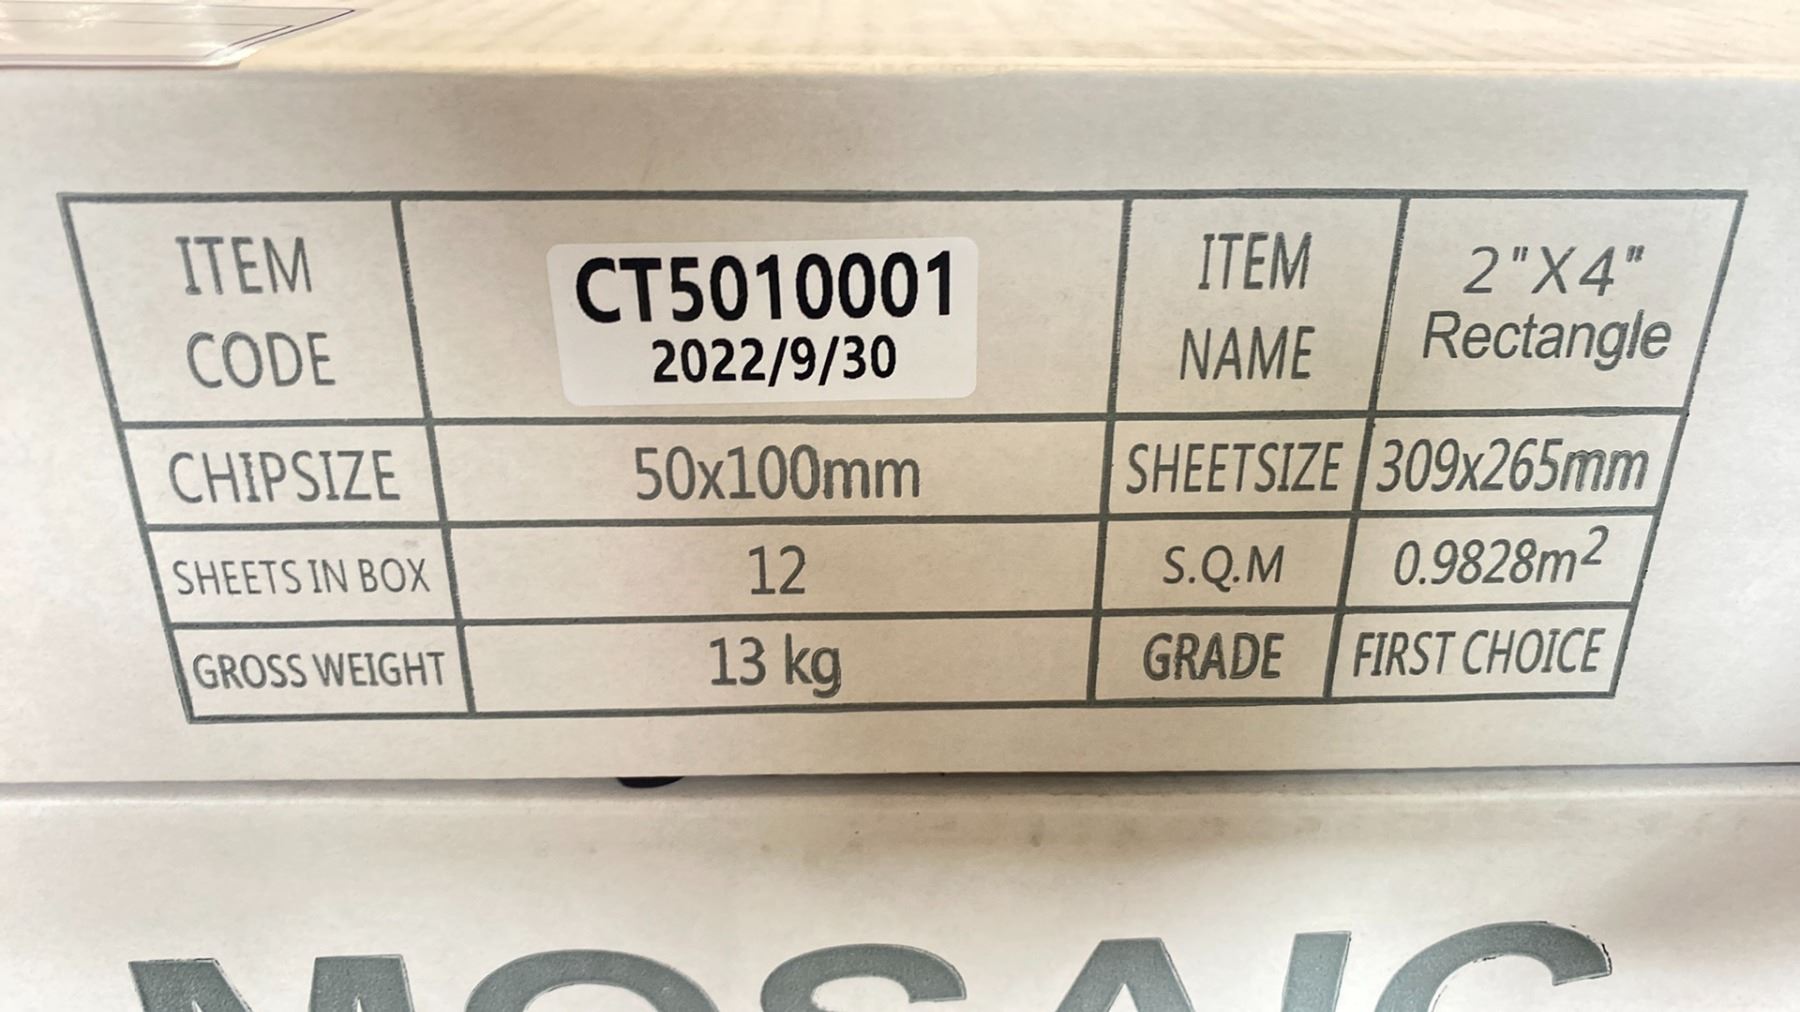 ITEM CODE
CT5010001
2022/9/30
ITEM NAME
2"X4"
Rectangle
CHIPSIZE 50x100mm SHEETSIZE 309x265mm
SHEETS IN BOX 12 S.Q.M 0.9828m²
GROSS WEIGHT 13 kg GRADE FIRST CHOICE
MOSAIC